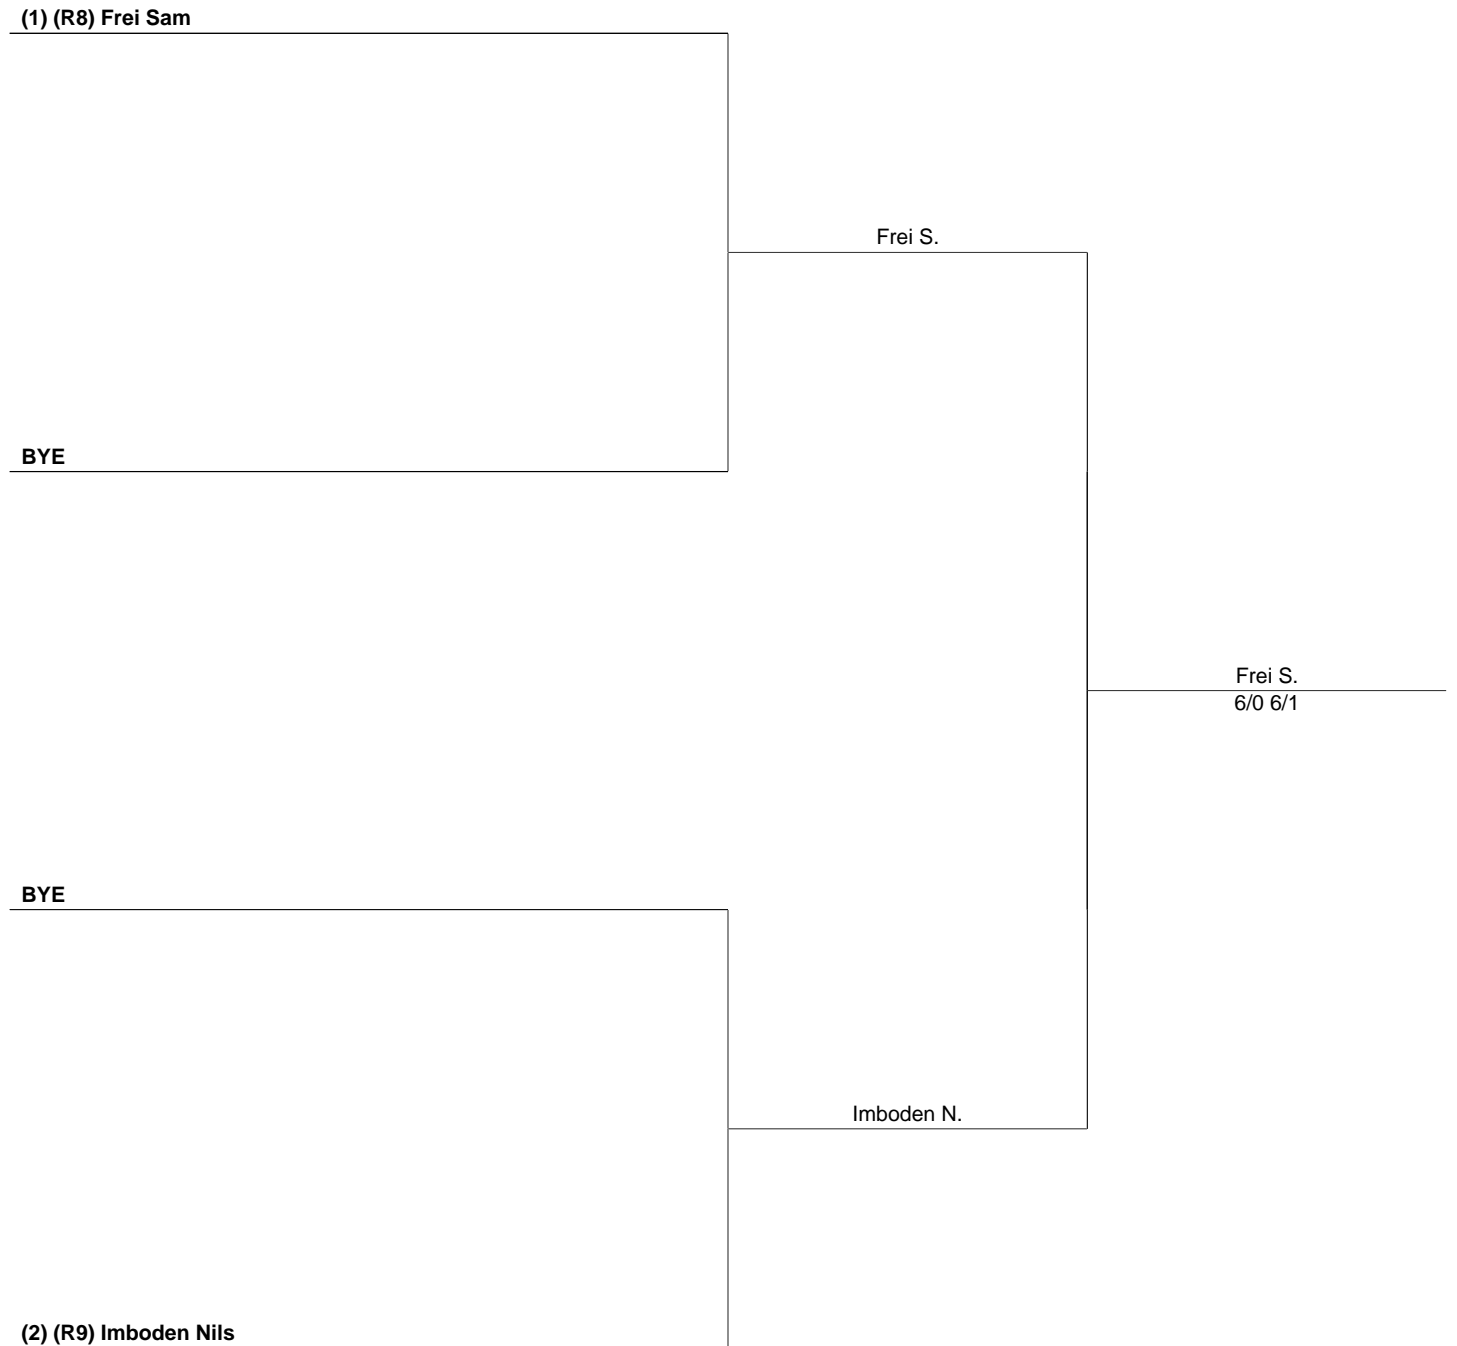 (1) (R8) Frei Sam
Frei S.
BYE
Frei S.
6/0 6/1
BYE
Imboden N.
(2) (R9) Imboden Nils